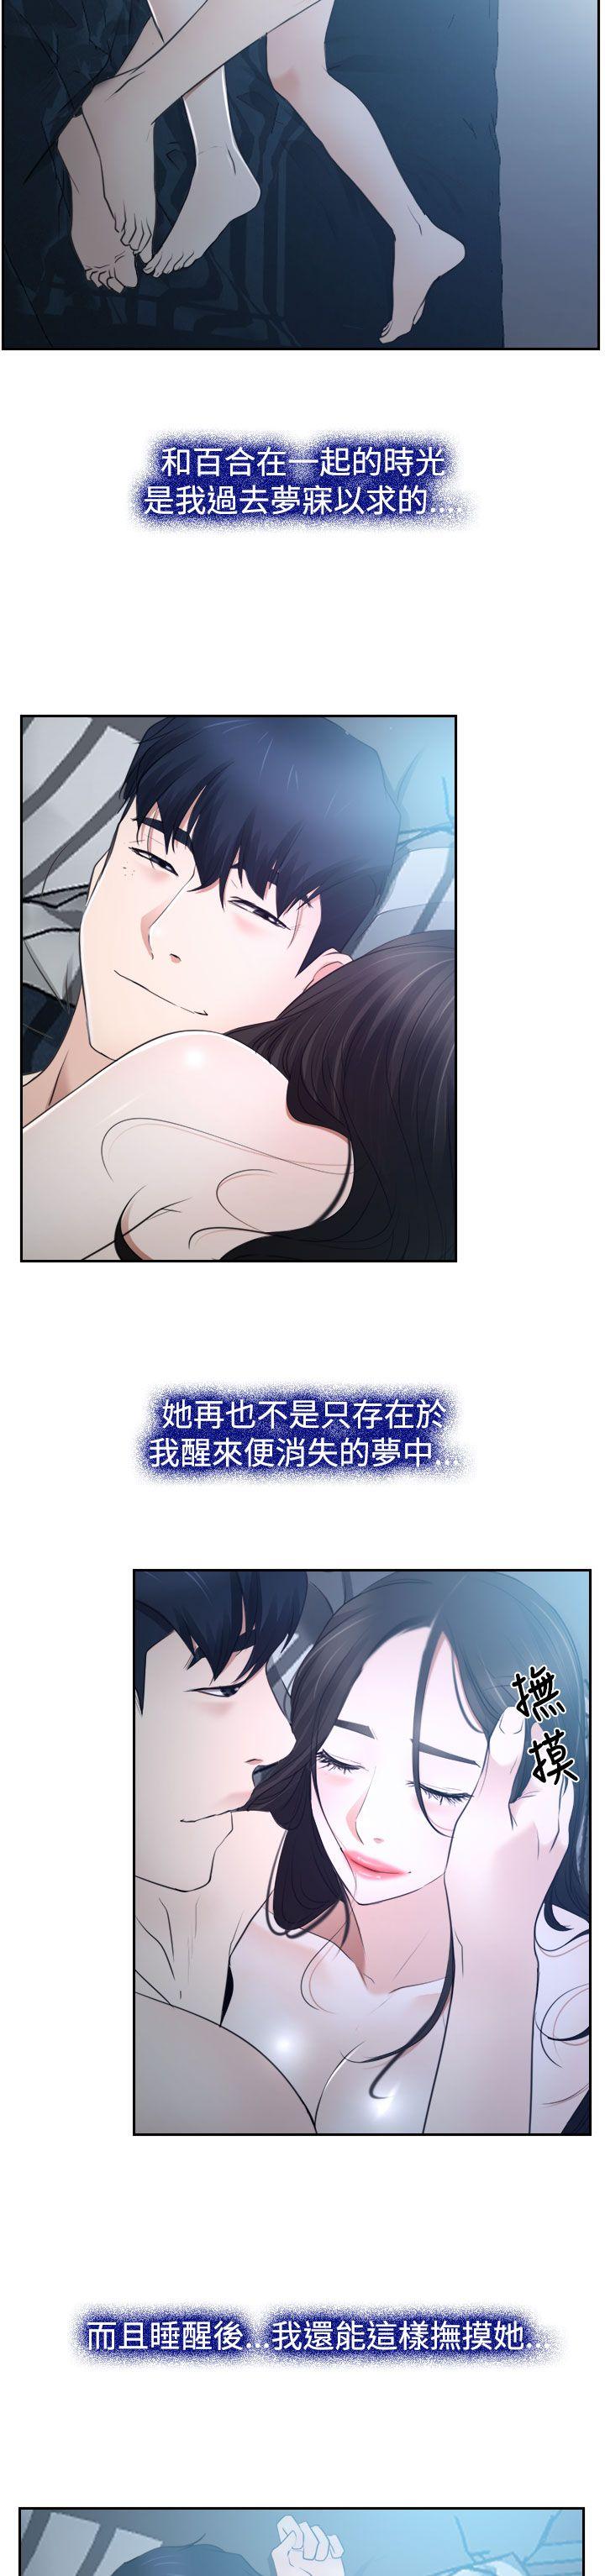 和百合在一起的時光
是我過去夢寐以求的....
她再也不是只存在於
我醒來便消失的夢中...
撫摸
而且睡醒後...我還能這樣撫摸她...